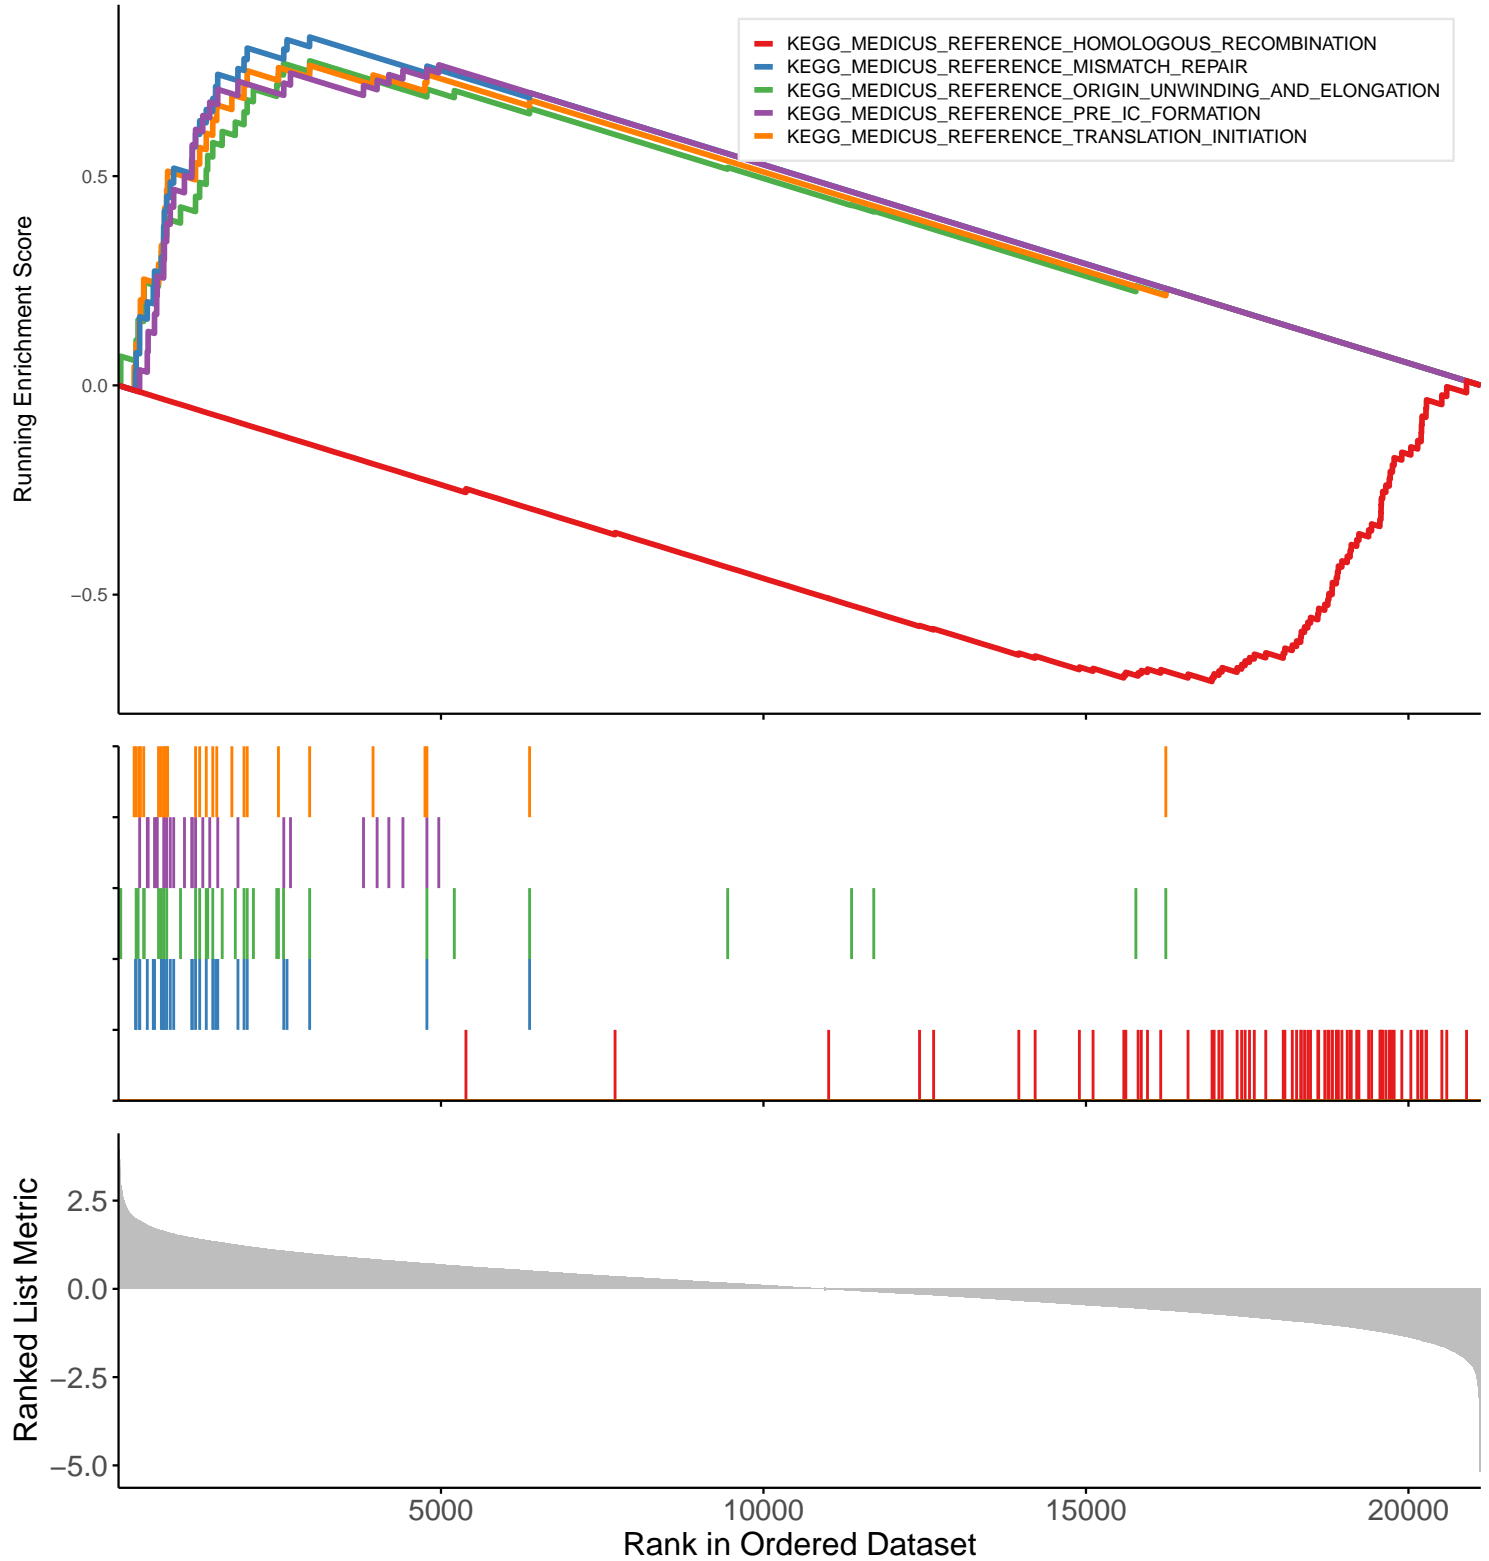 KEGG_MEDICUS_REFERENCE_HOMOLOGOUS_RECOMBINATION
KEGG_MEDICUS_REFERENCE_MISMATCH_REPAIR
KEGG_MEDICUS_REFERENCE_ORIGIN_UNWINDING_AND_ELONGATION
KEGG_MEDICUS_REFERENCE_PRE_IC_FORMATION
KEGG_MEDICUS_REFERENCE_TRANSLATION_INITIATION
Running Enrichment Score
0.5
0.0
−0.5
Ranked List Metric
2.5
0.0
−2.5
−5.0
5000 10000 15000 20000
Rank in Ordered Dataset